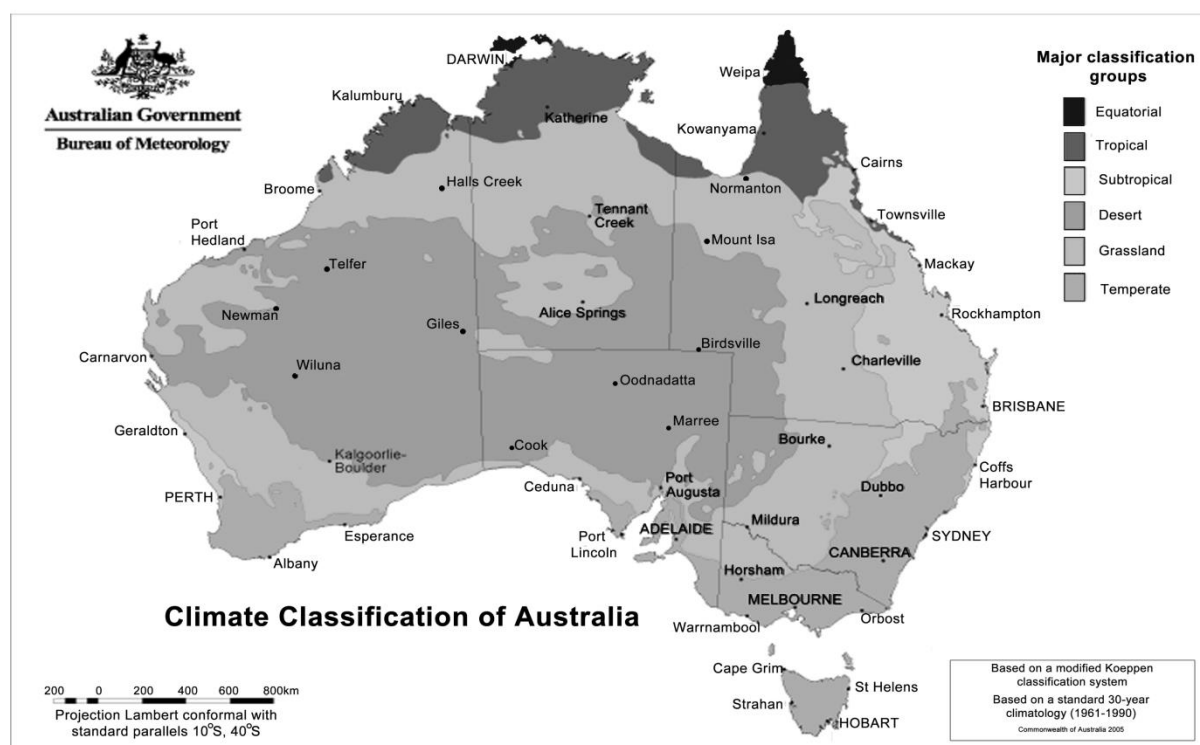 Australian Government
Bureau of Meteorology
Major classification
groups
Equatorial
Tropical
Subtropical
Desert
Grassland
Temperate
DARWIN
Weipa
Kalumburu
Katherine
Kowanyama
Cairns
Broome
Halls Creek
Normanton
Tennant
Creek
Townsville
Port
Hedland
Mount Isa
Telfer
Mackay
Newman
Alice Springs
Longreach
Rockhampton
Giles
Carnarvon
Wiluna
Birdsville
Charleville
Oodnadatta
BRISBANE
Geraldton
Marree
Bourke
Cook
Kalgoorlie-
Boulder
Coffs
Harbour
PERTH
Ceduna
Port
Augusta
Dubbo
Esperance
Port
Lincoln
ADELAIDE
Mildura
SYDNEY
Albany
CANBERRA
Horsham
MELBOURNE
Orbost
Warrnambool
Climate Classification of Australia
Cape Grim
St Helens
Strahan
HOBART
200 0 200 400 600 800km
Projection Lambert conformal with
standard parallels 10°S, 40°S
Based on a modified Koeppen
classification system
Based on a standard 30-year
climatology (1961-1990)
Commonwealth of Australia 2005